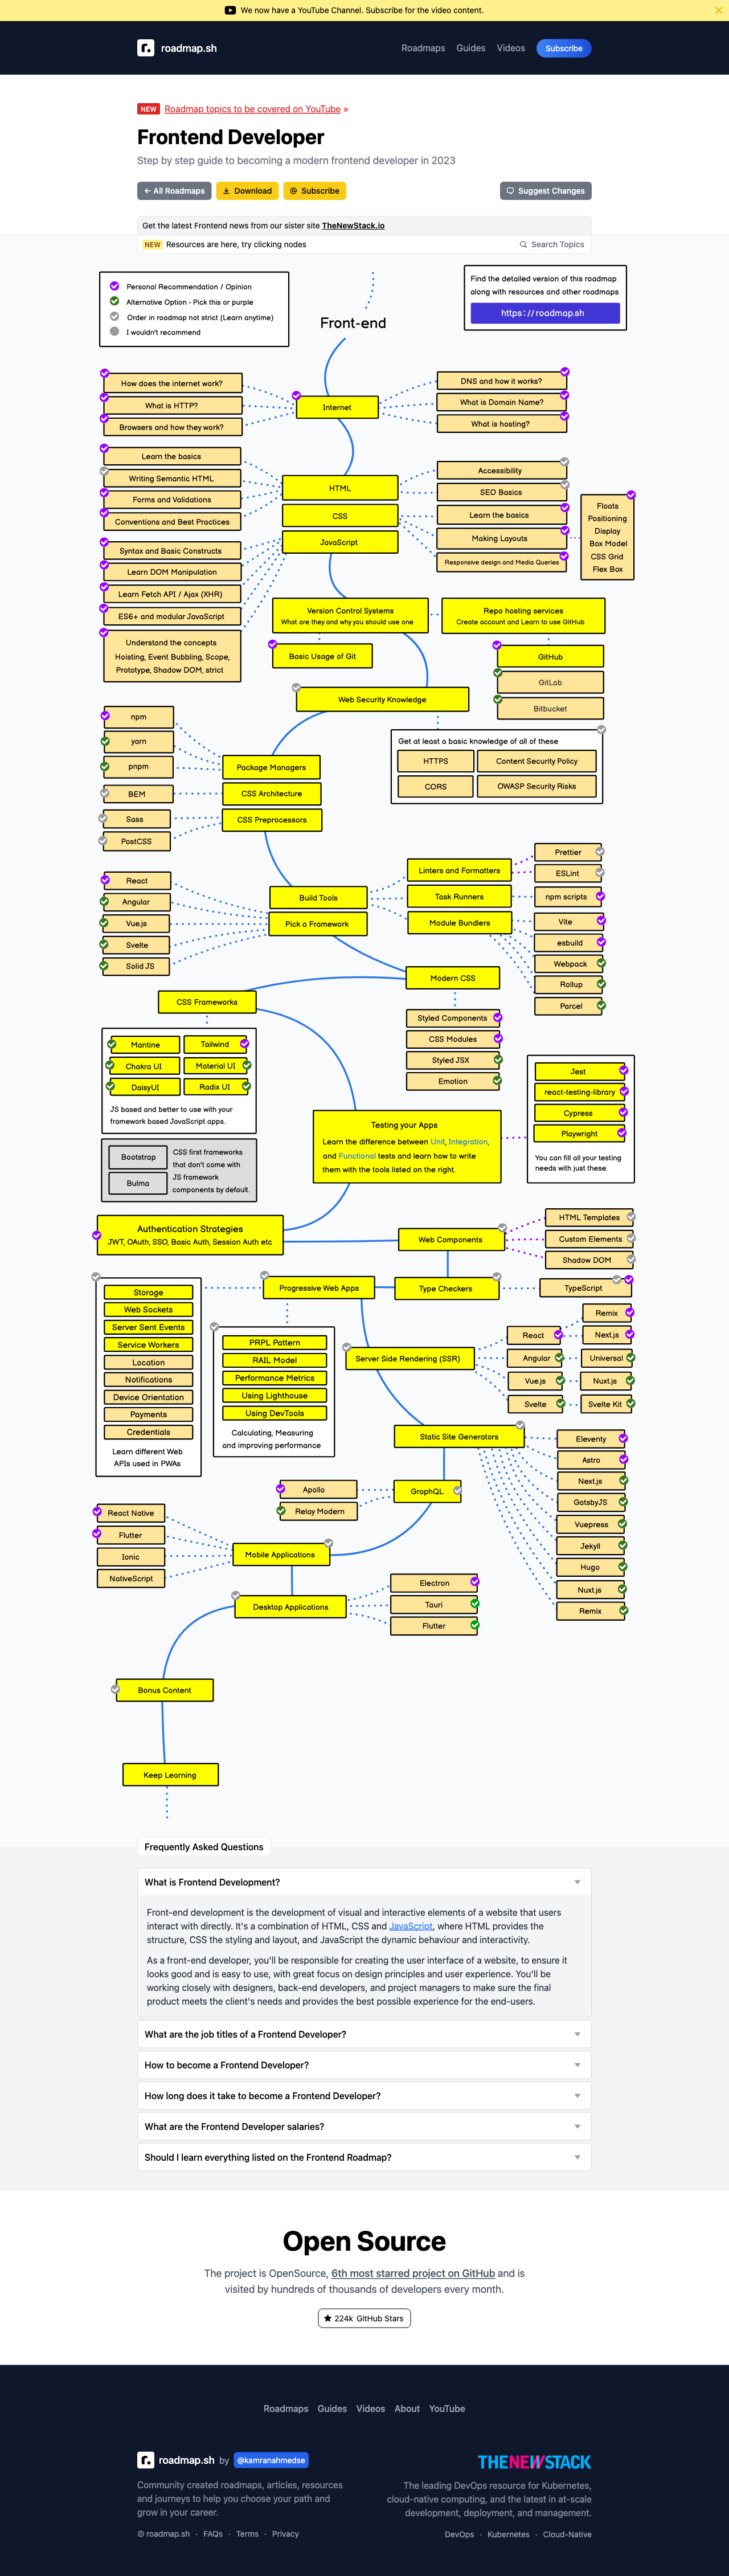 We now have a YouTube Channel. Subscribe for the video content.
roadmap.sh
Roadmaps Guides Videos Subscribe
NEW Roadmap topics to be covered on YouTube »
Frontend Developer
Step by step guide to becoming a modern frontend developer in 2023
← All Roadmaps Download Subscribe Suggest Changes
Get the latest Frontend news from our sister site TheNewStack.io
NEW Resources are here, try clicking nodes
Search Topics
Personal Recommendation / Opinion
Alternative Option - Pick this or purple
Order in roadmap not strict (Learn anytime)
I wouldn't recommend
Front-end
Find the detailed version of this roadmap
along with resources and other roadmaps
https://roadmap.sh
How does the internet work?
What is HTTP?
Browsers and how they work?
Internet
DNS and how it works?
What is Domain Name?
What is hosting?
Learn the basics
Writing Semantic HTML
Forms and Validations
Conventions and Best Practices
HTML
CSS
JavaScript
Accessibility
SEO Basics
Learn the basics
Making Layouts
Responsive design and Media Queries
Floats
Positioning
Display
Box Model
CSS Grid
Flex Box
Syntax and Basic Constructs
Learn DOM Manipulation
Learn Fetch API / Ajax (XHR)
ES6+ and modular JavaScript
Understand the concepts
Hoisting, Event Bubbling, Scope,
Prototype, Shadow DOM, strict
Version Control Systems
What are they and why you should use one
Repo hosting services
Create account and Learn to use GitHub
Basic Usage of Git
GitHub
GitLab
Bitbucket
Web Security Knowledge
Get at least a basic knowledge of all of these
HTTPS
Content Security Policy
CORS
OWASP Security Risks
npm
yarn
pnpm
BEM
Sass
PostCSS
Package Managers
CSS Architecture
CSS Preprocessors
React
Angular
Vue.js
Svelte
Solid JS
Build Tools
Pick a Framework
Linters and Formatters
Task Runners
Module Bundlers
Prettier
ESLint
npm scripts
Vite
esbuild
Webpack
Rollup
Parcel
Modern CSS
CSS Frameworks
Styled Components
CSS Modules
Styled JSX
Emotion
Mantine
Tailwind
Chakra UI
Material UI
DaisyUI
Radix UI
JS based and better to use with your
framework based JavaScript apps.
Bootstrap
Bulma
CSS first frameworks
that don't come with
JS framework
components by default.
Testing your Apps
Learn the difference between Unit, Integration,
and Functional tests and learn how to write
them with the tools listed on the right.
Jest
react-testing-library
Cypress
Playwright
You can fill all your testing
needs with just these.
Authentication Strategies
JWT, OAuth, SSO, Basic Auth, Session Auth etc
Web Components
HTML Templates
Custom Elements
Shadow DOM
Progressive Web Apps
Type Checkers
TypeScript
Storage
Web Sockets
Server Sent Events
Service Workers
Location
Notifications
Device Orientation
Payments
Credentials
Learn different Web
APIs used in PWAs
PRPL Pattern
RAIL Model
Performance Metrics
Using Lighthouse
Using DevTools
Calculating, Measuring
and improving performance
Server Side Rendering (SSR)
React
Angular
Vue.js
Svelte
Remix
Next.js
Universal
Nuxt.js
Svelte Kit
Static Site Generators
Eleventy
Astro
Next.js
GatsbyJS
Vuepress
Jekyll
Hugo
Nuxt.js
Remix
Apollo
Relay Modern
GraphQL
React Native
Flutter
Ionic
NativeScript
Mobile Applications
Desktop Applications
Electron
Tauri
Flutter
Bonus Content
Keep Learning
Frequently Asked Questions
What is Frontend Development?
Front-end development is the development of visual and interactive elements of a website that users
interact with directly. It's a combination of HTML, CSS and JavaScript, where HTML provides the
structure, CSS the styling and layout, and JavaScript the dynamic behaviour and interactivity.
As a front-end developer, you'll be responsible for creating the user interface of a website, to ensure it
looks good and is easy to use, with great focus on design principles and user experience. You'll be
working closely with designers, back-end developers, and project managers to make sure the final
product meets the client's needs and provides the best possible experience for the end-users.
What are the job titles of a Frontend Developer?
How to become a Frontend Developer?
How long does it take to become a Frontend Developer?
What are the Frontend Developer salaries?
Should I learn everything listed on the Frontend Roadmap?
Open Source
The project is OpenSource, 6th most starred project on GitHub and is
visited by hundreds of thousands of developers every month.
224k GitHub Stars
Roadmaps Guides Videos About YouTube
roadmap.sh by @kamranahmedse
Community created roadmaps, articles, resources
and journeys to help you choose your path and
grow in your career.
© roadmap.sh · FAQs · Terms · Privacy
THENEWSTACK
The leading DevOps resource for Kubernetes,
cloud-native computing, and the latest in at-scale
development, deployment, and management.
DevOps · Kubernetes · Cloud-Native